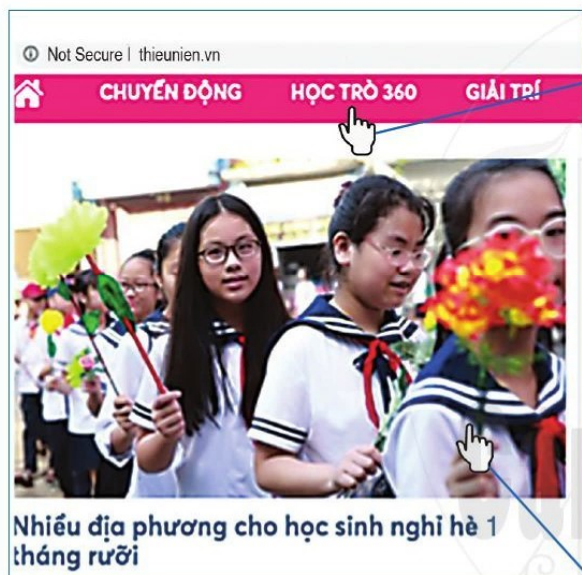 Not Secure | thieunien.vn
CHUYỂN ĐỘNG HỌC TRÒ 360 GIẢI TRÍ
Nhiều địa phương cho học sinh nghỉ hè 1
tháng rưỡi